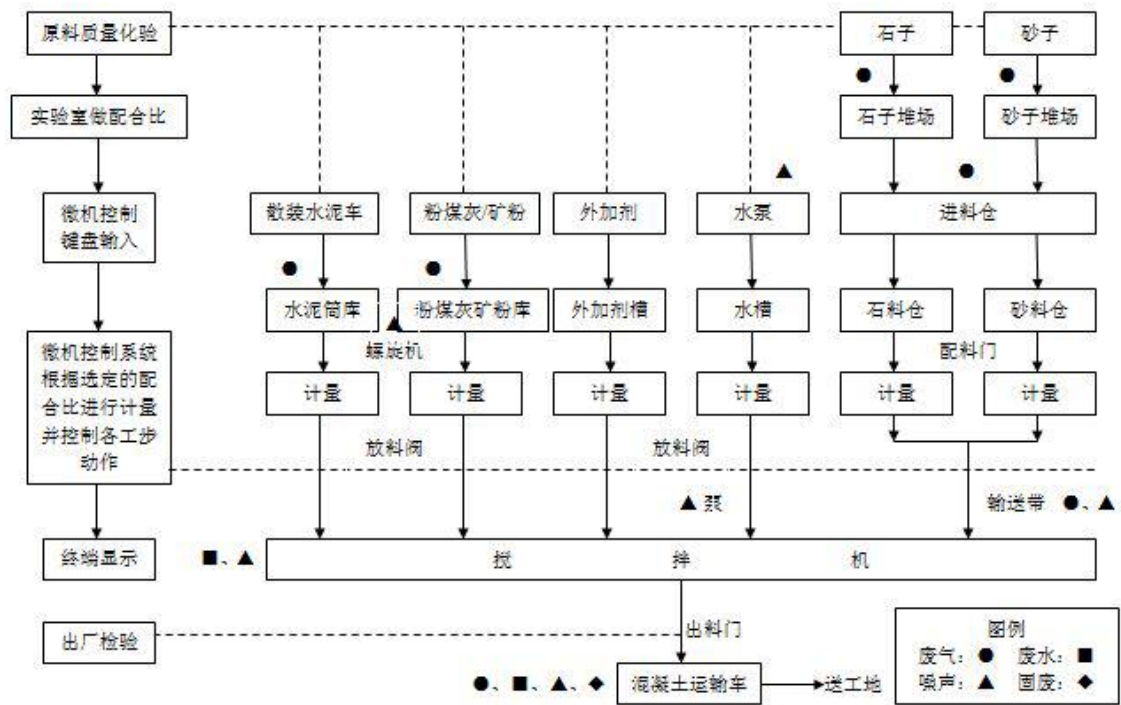 原料质量化验
石子
砂子
●
●
实验室做配合比
石子堆场
砂子堆场
▲
●
微机控制
键盘输入
散装水泥车
粉煤灰/矿粉
外加剂
水泵
进料仓
●
●
水泥筒库
粉煤灰矿粉库
外加剂槽
水槽
石料仓
砂料仓
▲
螺旋机
配料门
微机控制系统
根据选定的配
合比进行计量
并控制各工步
动作
计量
计量
计量
计量
计量
计量
放料阀
放料阀
▲ 泵
输送带 ●、▲
终端显示
■、▲
搅 拌 机
出厂检验
出料门
●、■、▲、◆
混凝土运输车
送工地
图例
废气：● 废水：■
噪声：▲ 固废：◆